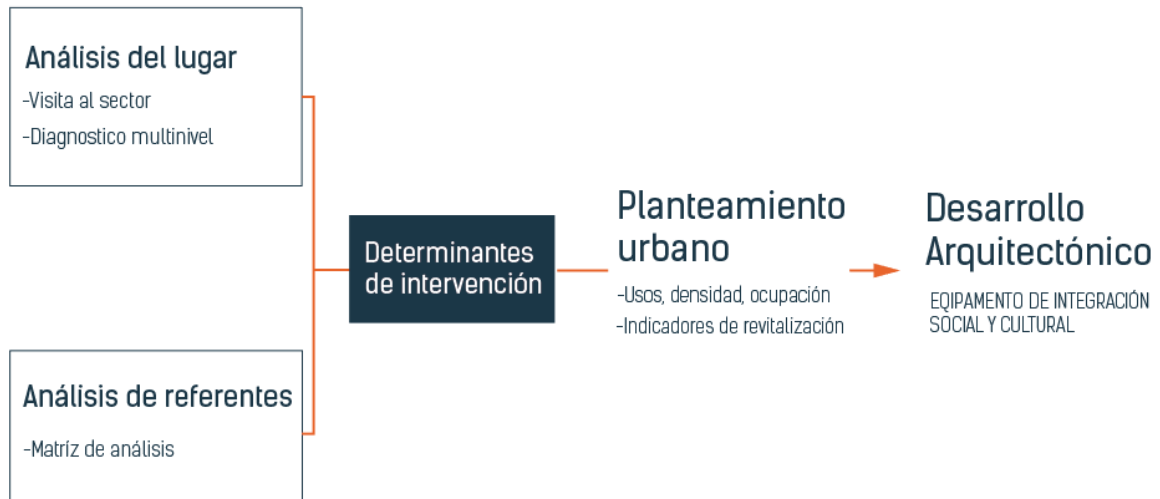 Análisis del lugar
-Visita al sector
-Diagnostico multinivel
Análisis de referentes
-Matríz de análisis
Determinantes
de intervención
Planteamiento
urbano
-Usos, densidad, ocupación
-Indicadores de revitalización
Desarrollo
Arquitectónico
EQIPAMENTO DE INTEGRACIÓN
SOCIAL Y CULTURAL